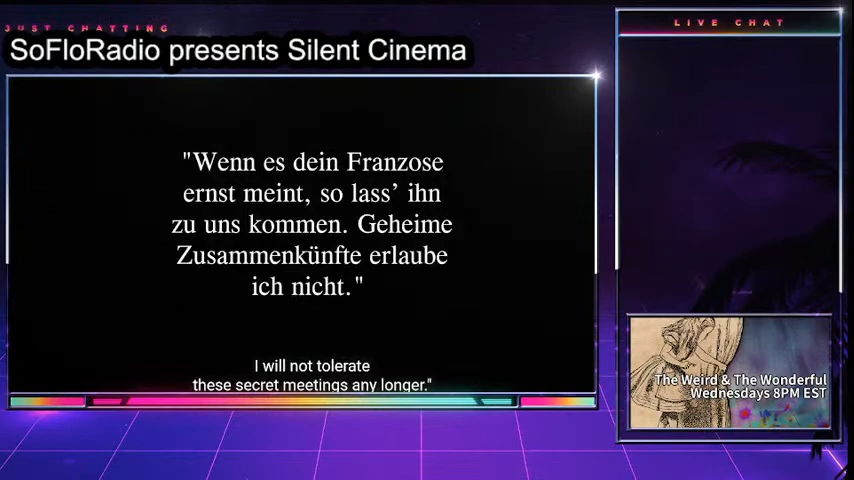 JUST CHATTING
SoFloRadio presents Silent Cinema
LIVE CHAT
"Wenn es dein Franzose
ernst meint, so lass’ ihn
zu uns kommen. Geheime
Zusammenkünfte erlaube
ich nicht."
I will not tolerate
these secret meetings any longer."
The Weird & The Wonderful
Wednesdays 8PM EST